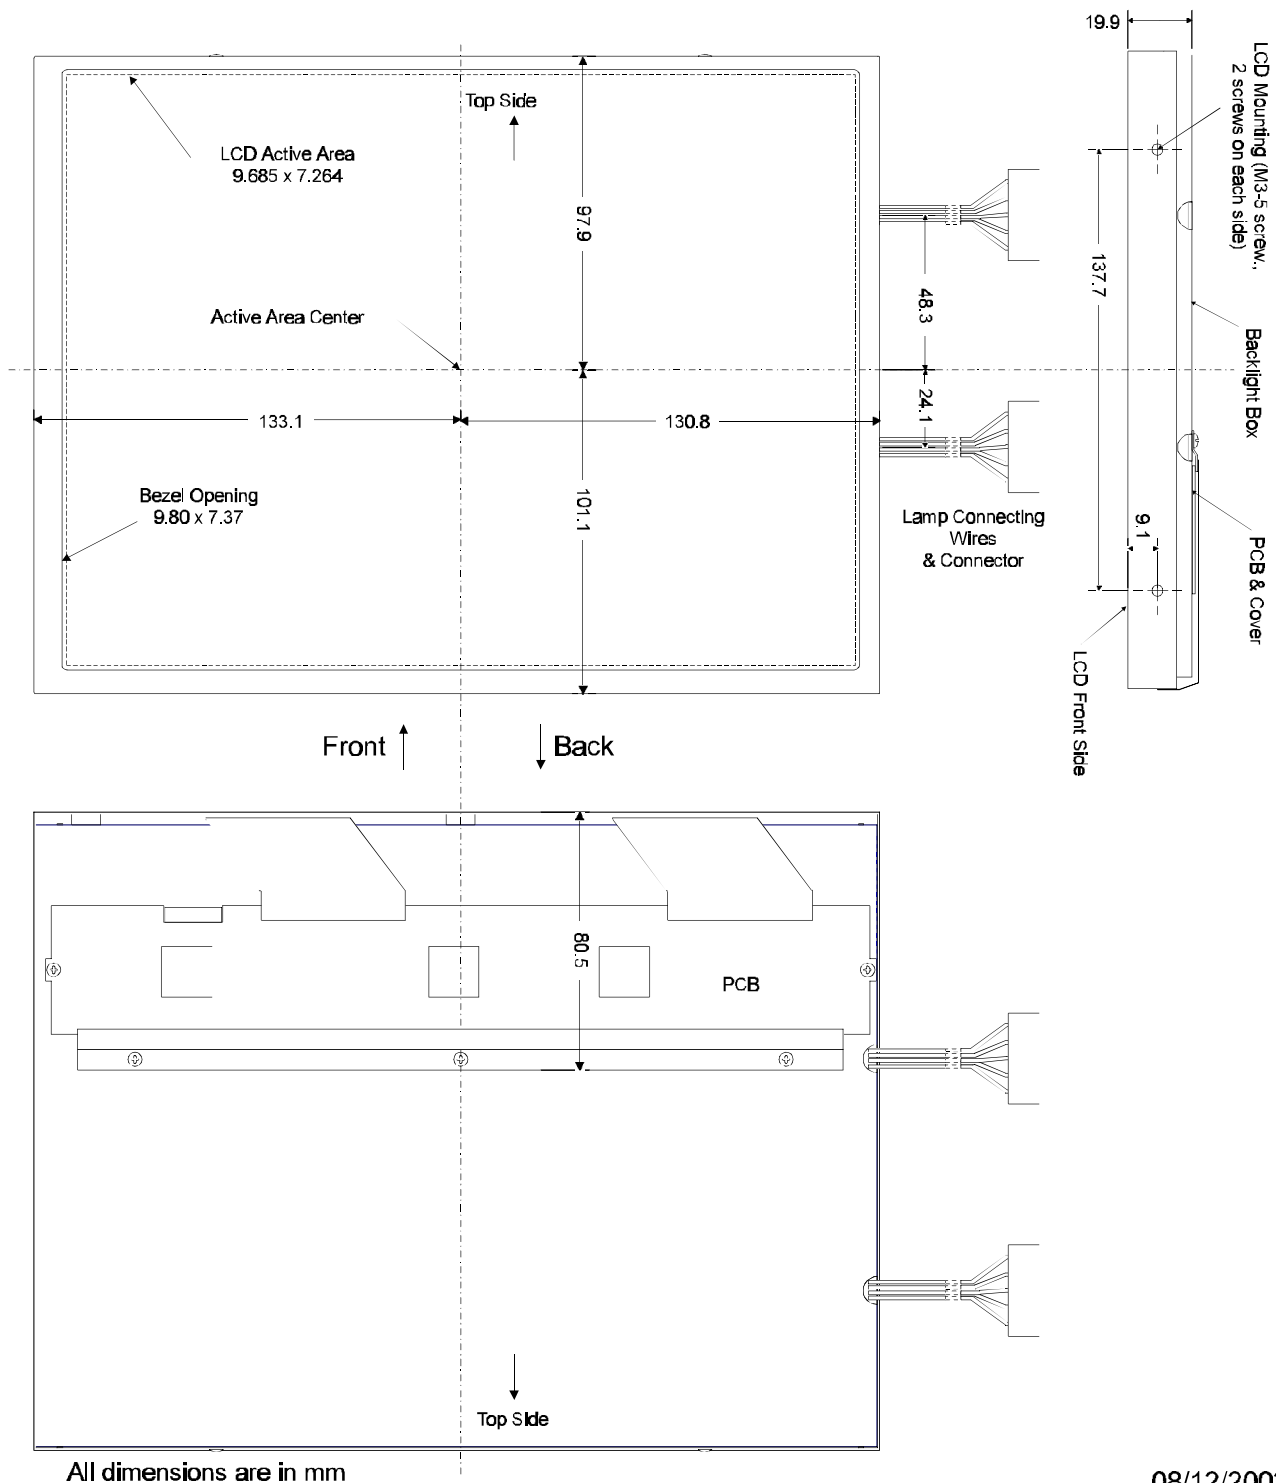 19.9
LCD Mounting (M3-5 screw.,
2 screws on each side)
Top Side
LCD Active Area
9.685 x 7.264
97.9
48.3
137.7
Active Area Center
Backlight Box
133.1
130.8
24.1
Bezel Opening
9.80 x 7.37
101.1
Lamp Connecting
Wires
& Connector
9.1
PCB & Cover
LCD Front Side
Front
Back
80.5
PCB
Top Side
All dimensions are in mm